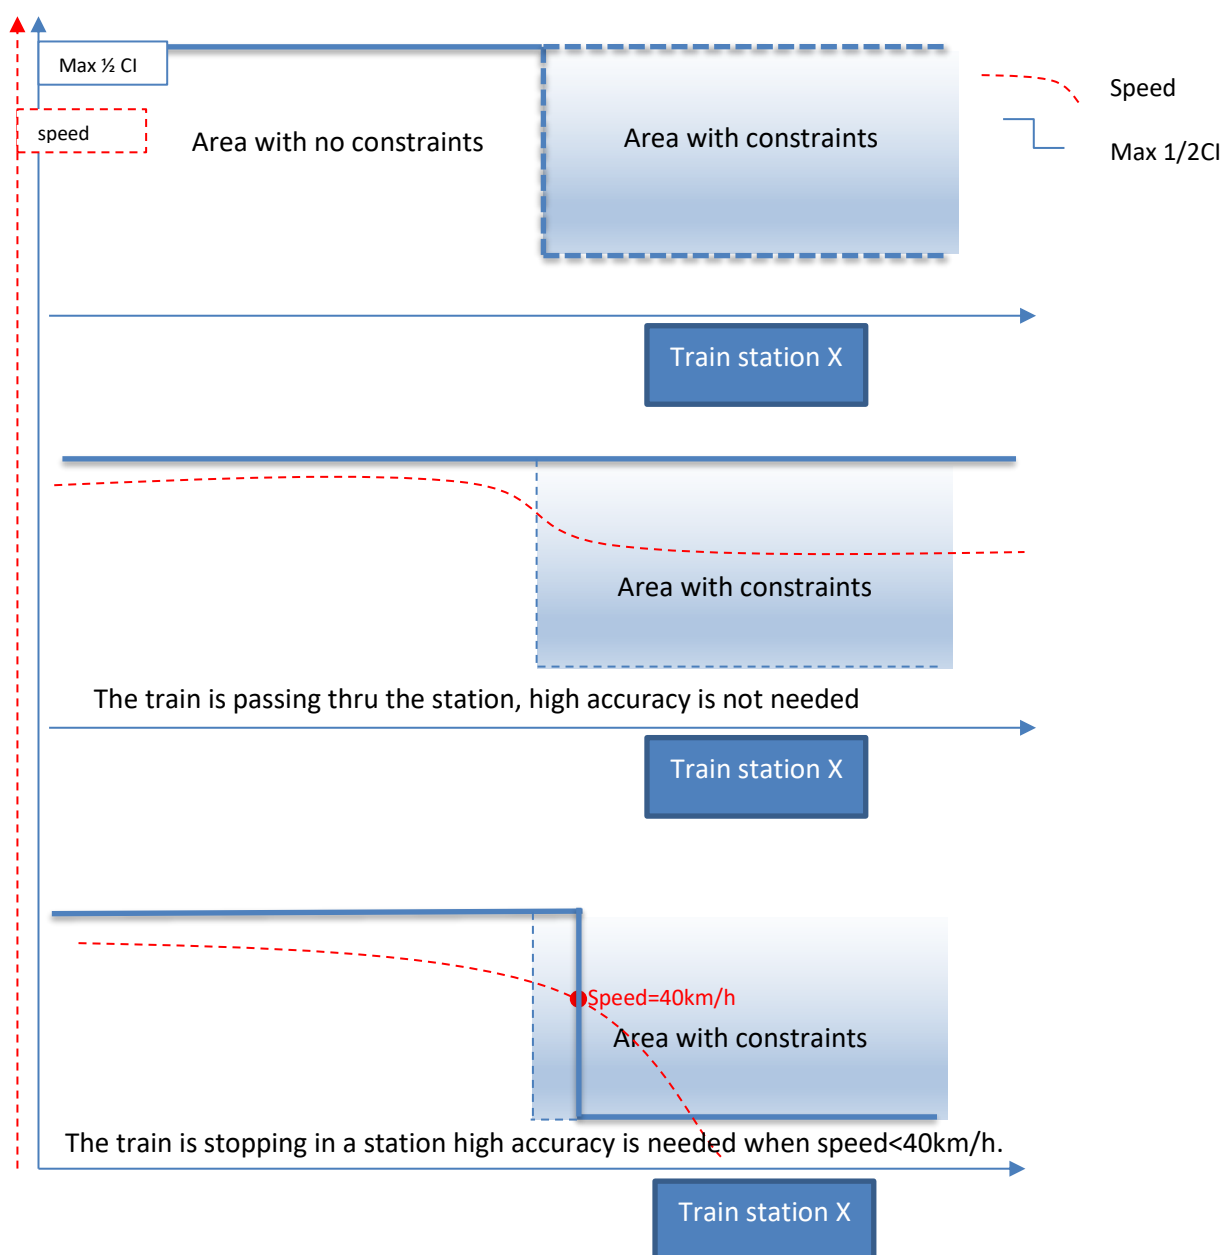 Max ½ CI
speed
Area with no constraints
Area with constraints
Speed
Max 1/2CI
Train station X
Area with constraints
The train is passing thru the station, high accuracy is not needed
Train station X
Speed=40km/h
Area with constraints
The train is stopping in a station high accuracy is needed when speed<40km/h.
Train station X